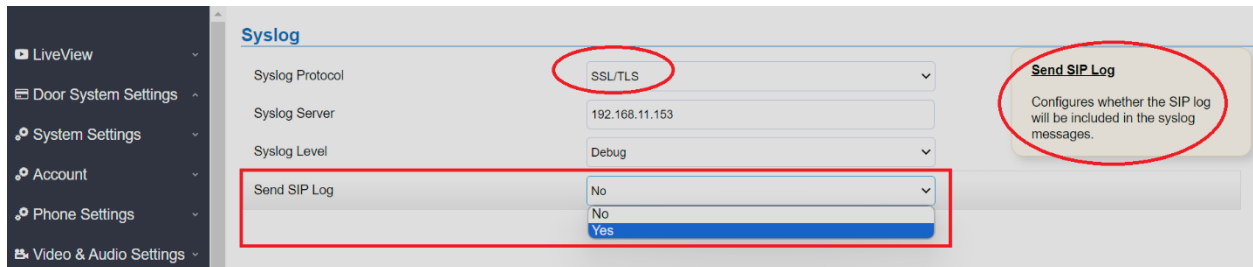 LiveView
Door System Settings
System Settings
Account
Phone Settings
Video & Audio Settings
Syslog
Syslog Protocol
SSL/TLS
Syslog Server
192.168.11.153
Syslog Level
Debug
Send SIP Log
No
No
Yes
Send SIP Log
Configures whether the SIP log
will be included in the syslog
messages.